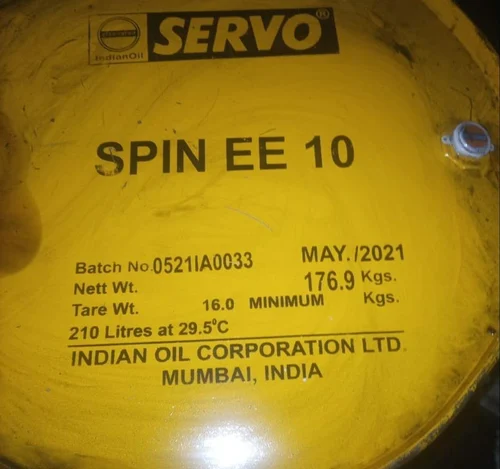 SERVO®
IndianOil
SPIN EE 10
Batch No.0521IA0033 MAY./2021
Nett Wt. 176.9 Kgs.
Tare Wt. 16.0 MINIMUM Kgs.
210 Litres at 29.5°C
INDIAN OIL CORPORATION LTD.
MUMBAI, INDIA